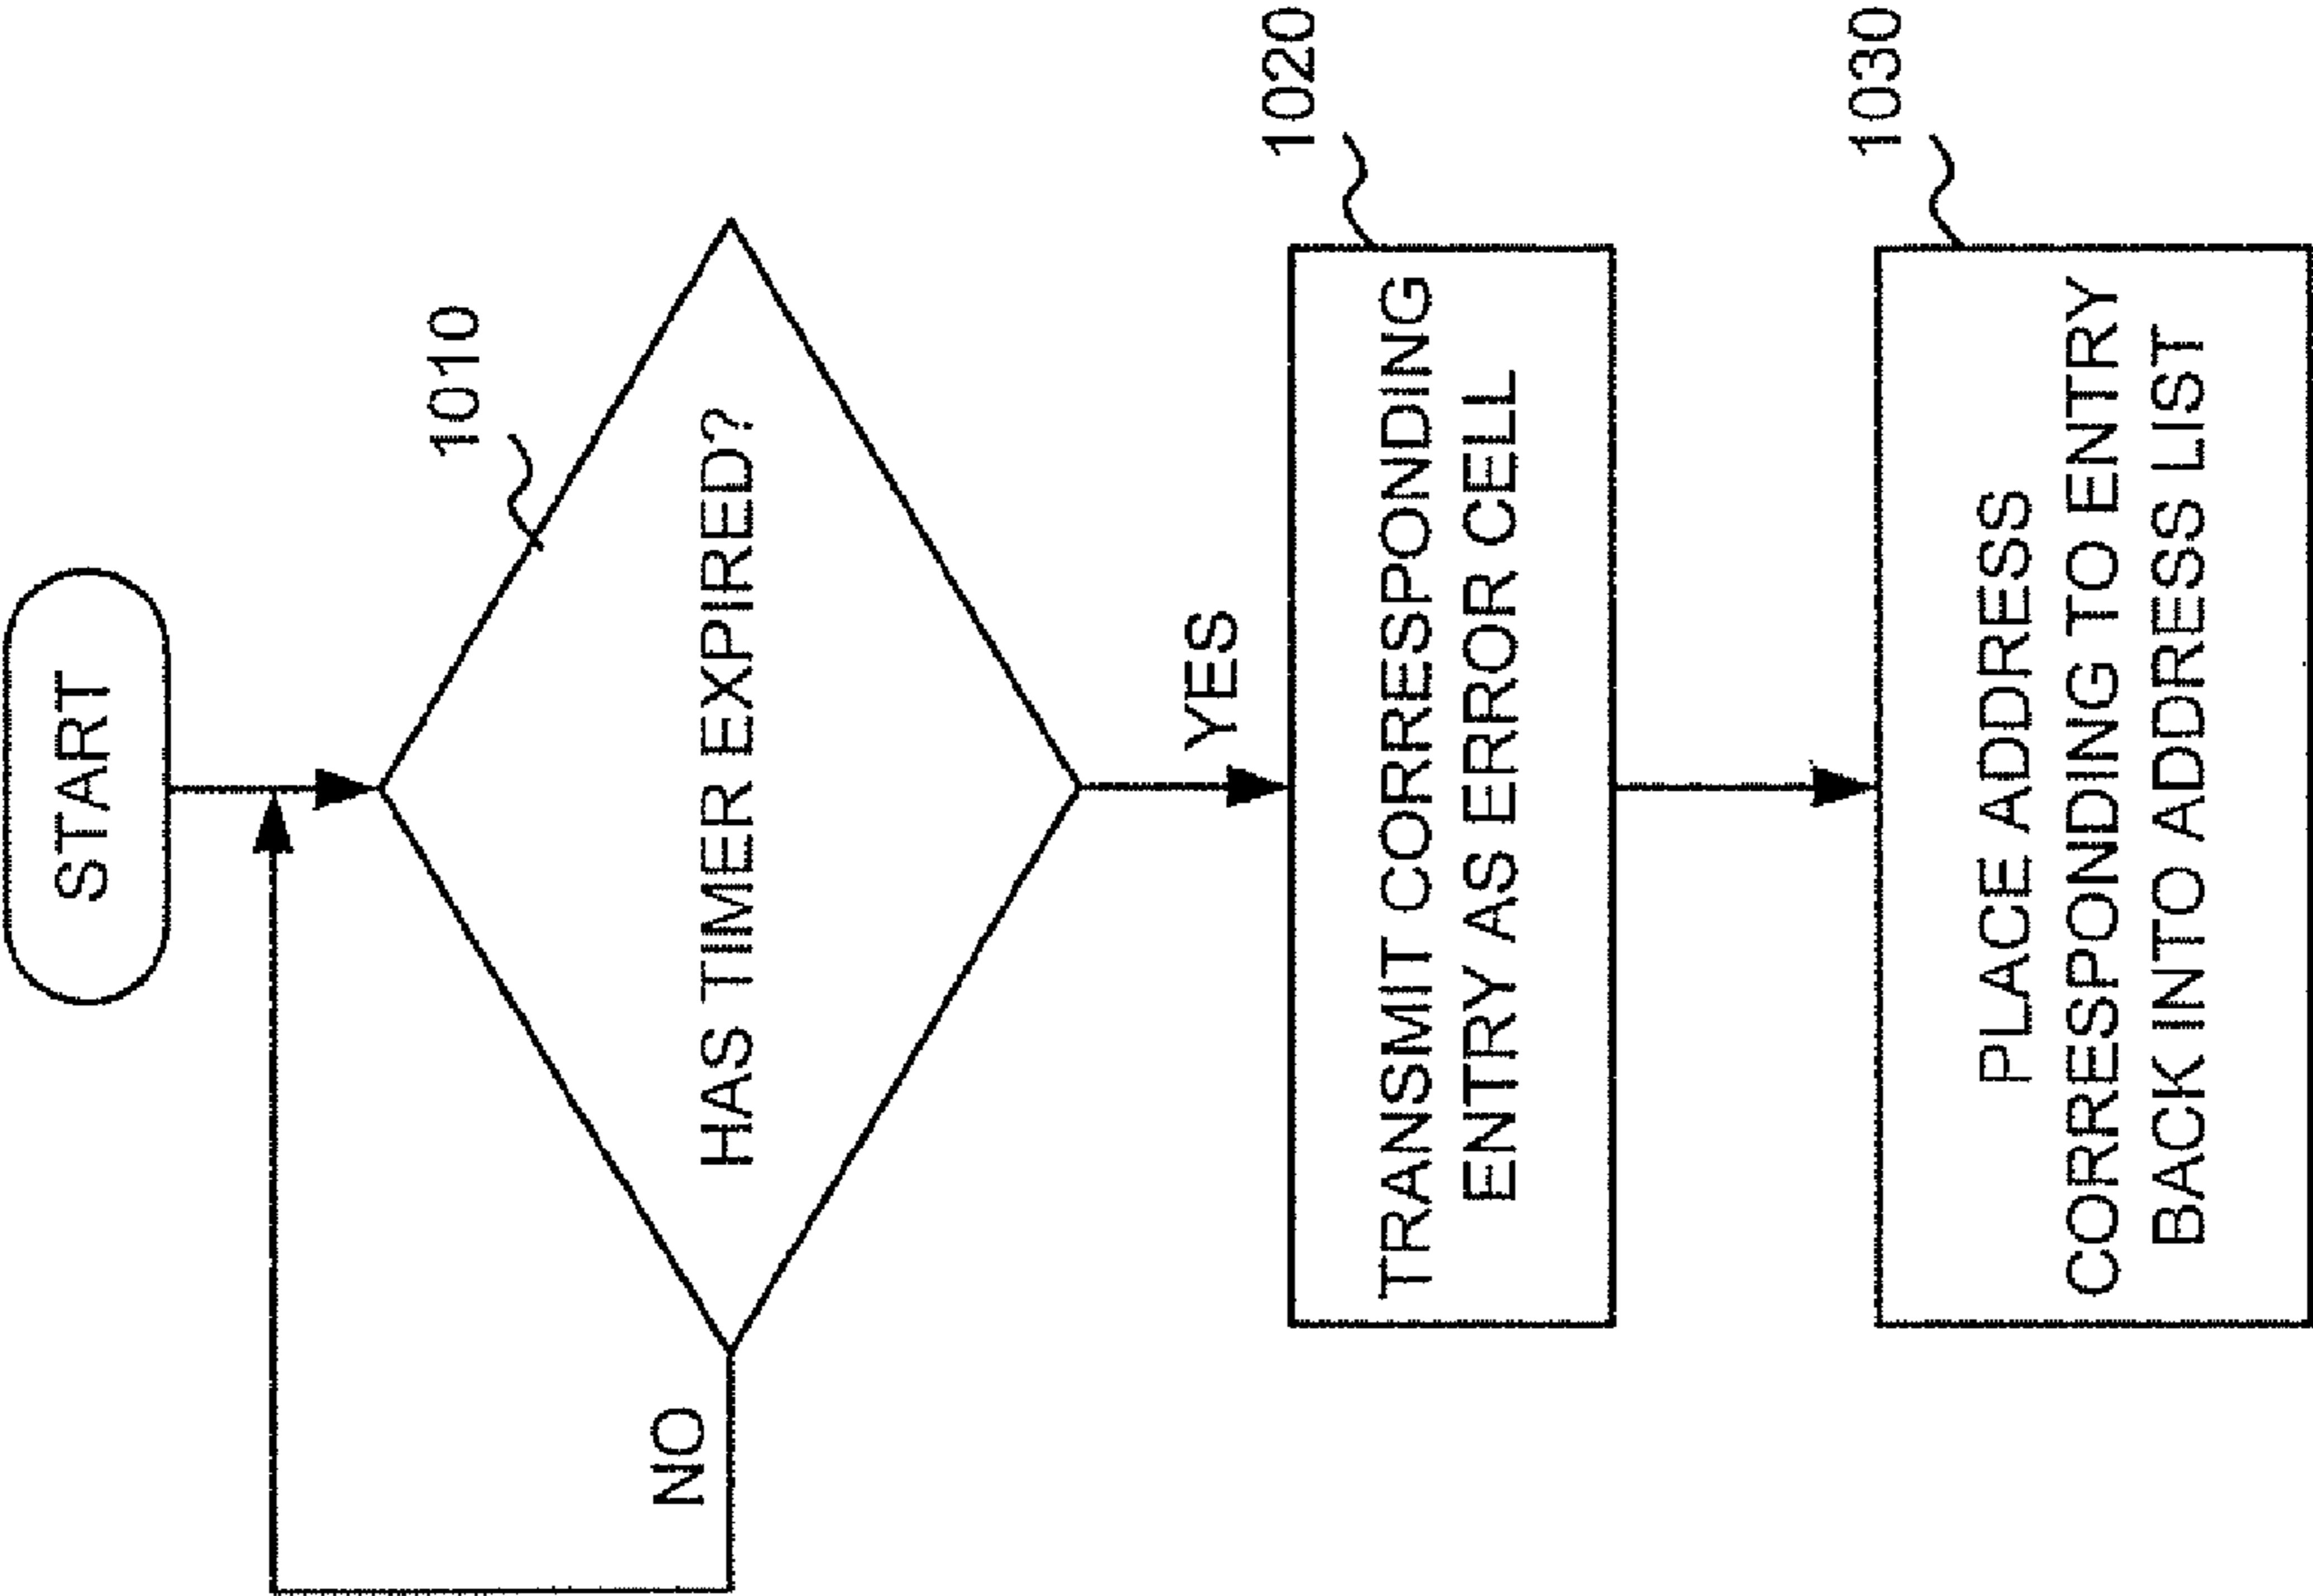 START
1010
HAS TIMER EXPIRED?
NO
YES
1020
TRANSMIT CORRESPONDING
ENTRY AS ERROR CELL
1030
PLACE ADDRESS
CORRESPONDING TO ENTRY
BACK INTO ADDRESS LIST